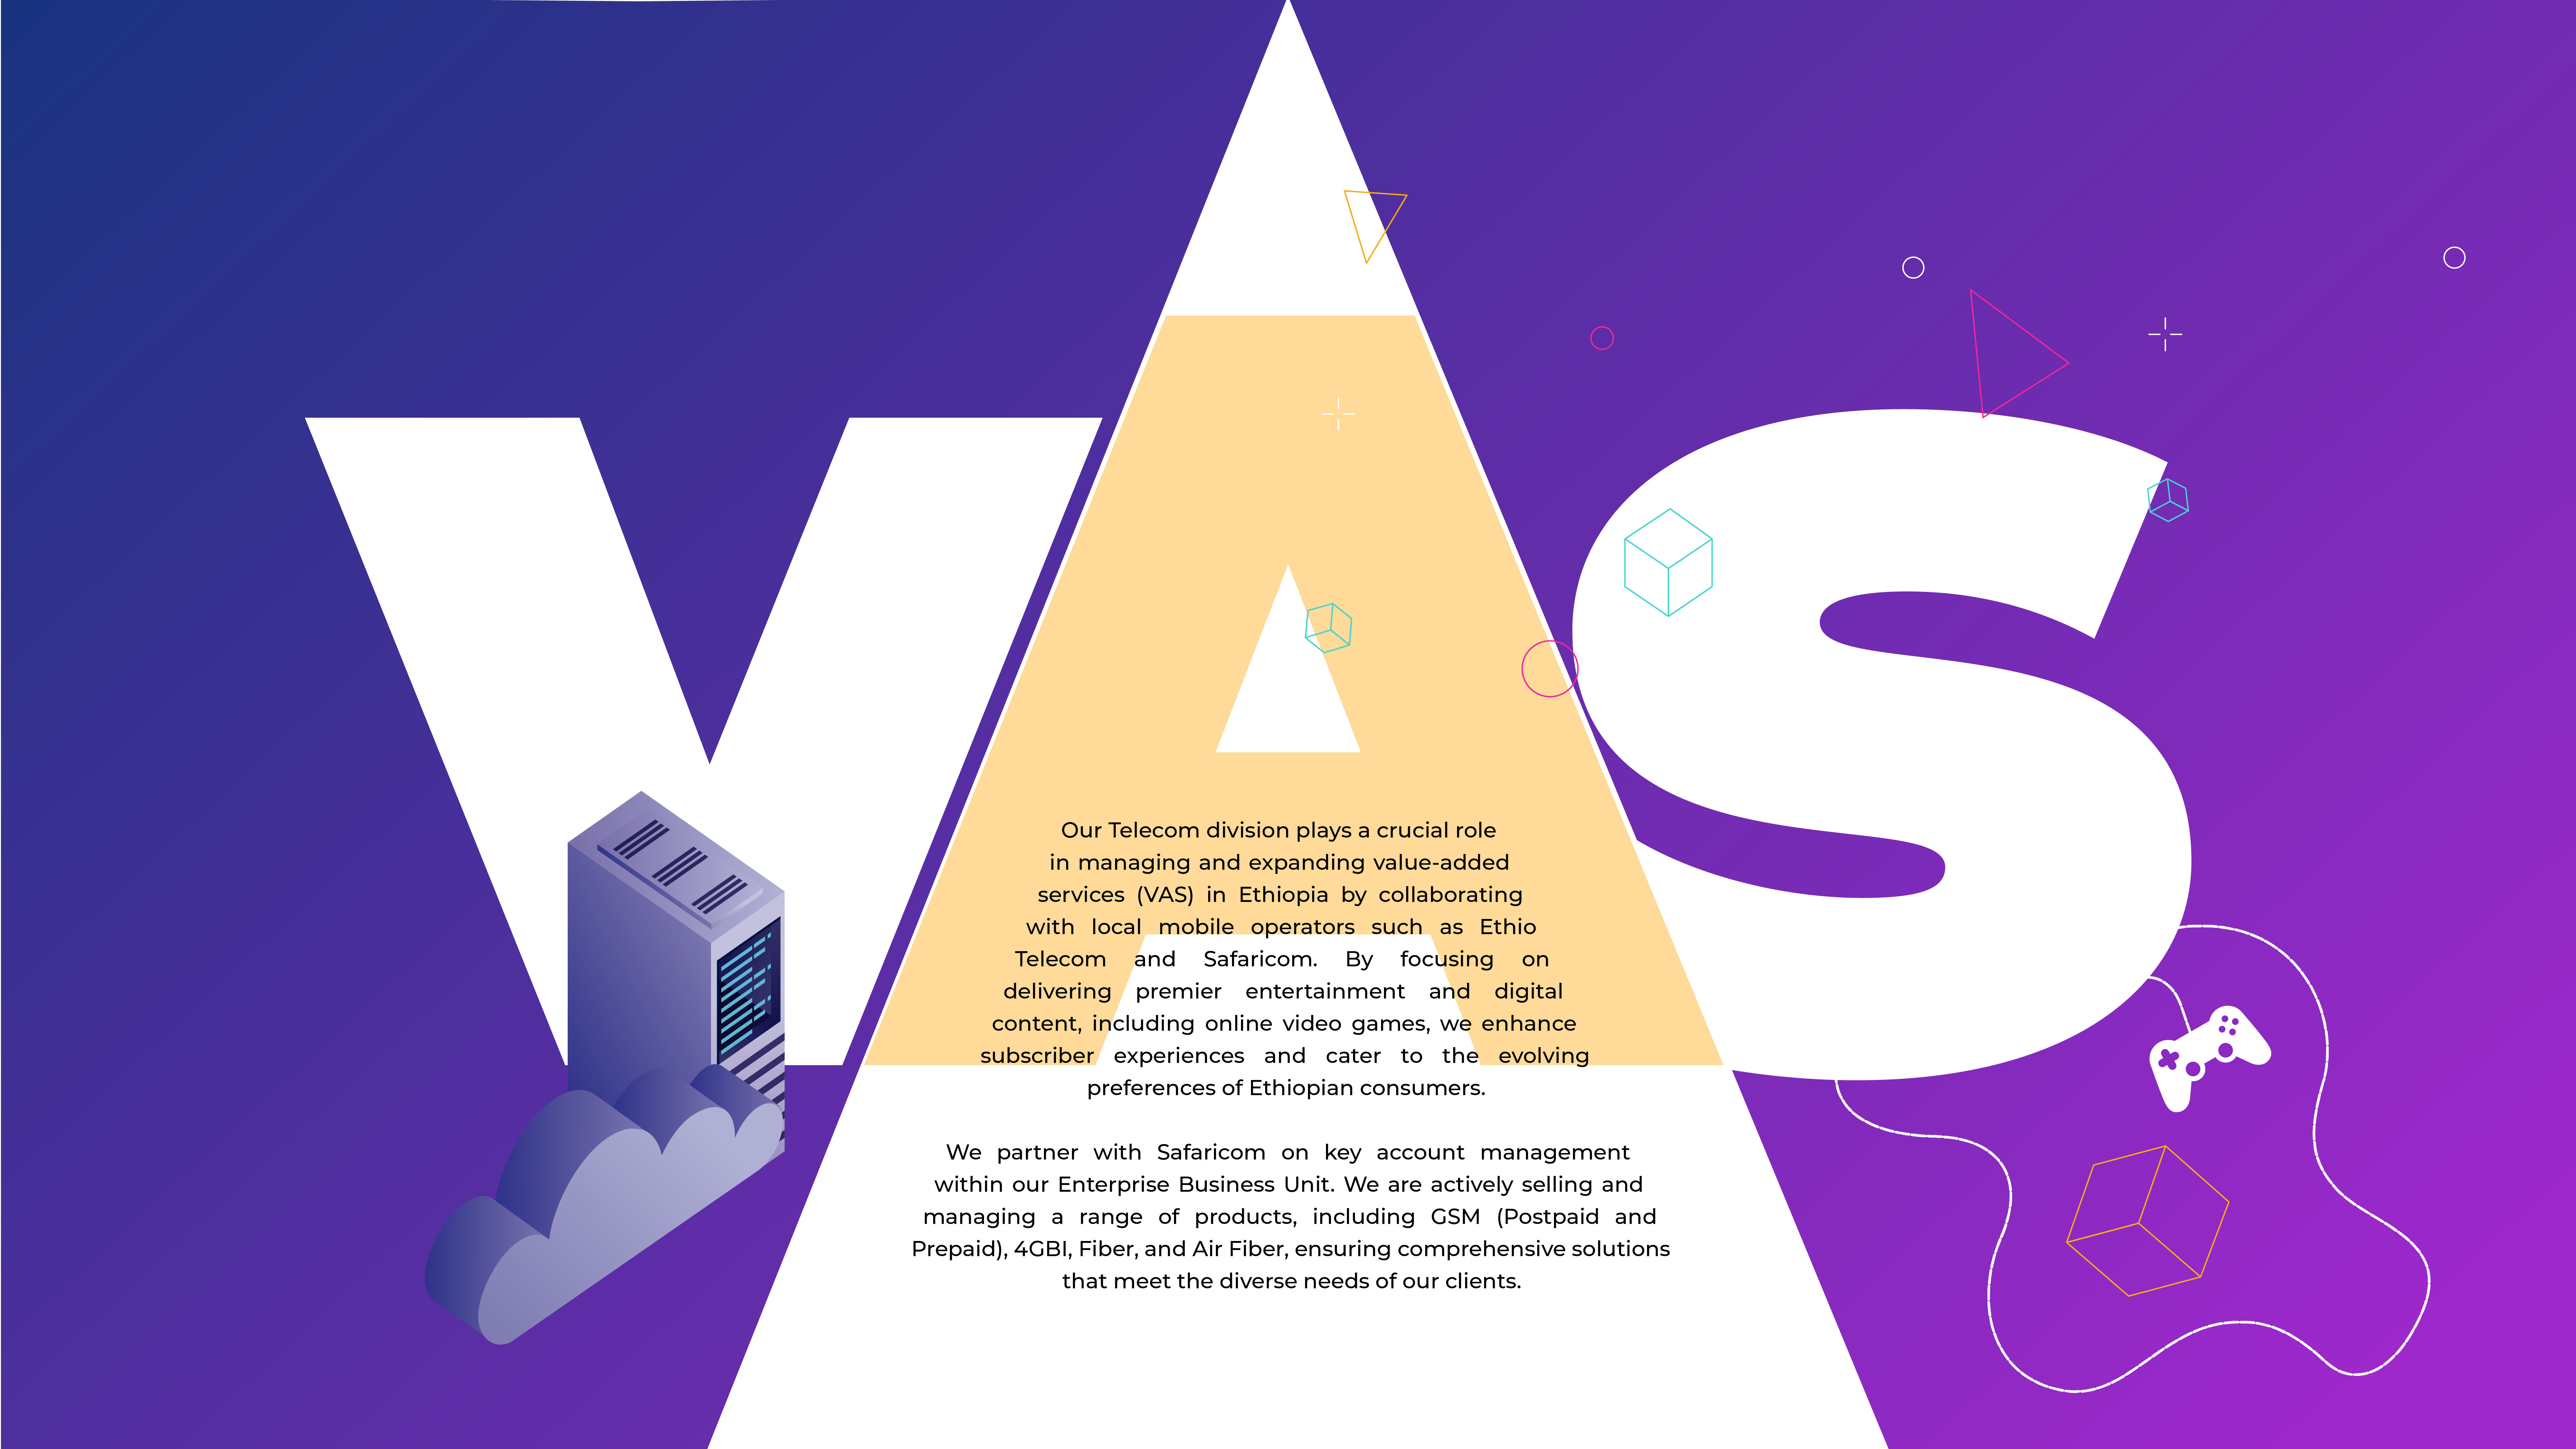 VAS
Our Telecom division plays a crucial role
in managing and expanding value-added
services (VAS) in Ethiopia by collaborating
with local mobile operators such as Ethio
Telecom and Safaricom. By focusing on
delivering premier entertainment and digital
content, including online video games, we enhance
subscriber experiences and cater to the evolving
preferences of Ethiopian consumers.
We partner with Safaricom on key account management
within our Enterprise Business Unit. We are actively selling and
managing a range of products, including GSM (Postpaid and
Prepaid), 4GBI, Fiber, and Air Fiber, ensuring comprehensive solutions
that meet the diverse needs of our clients.